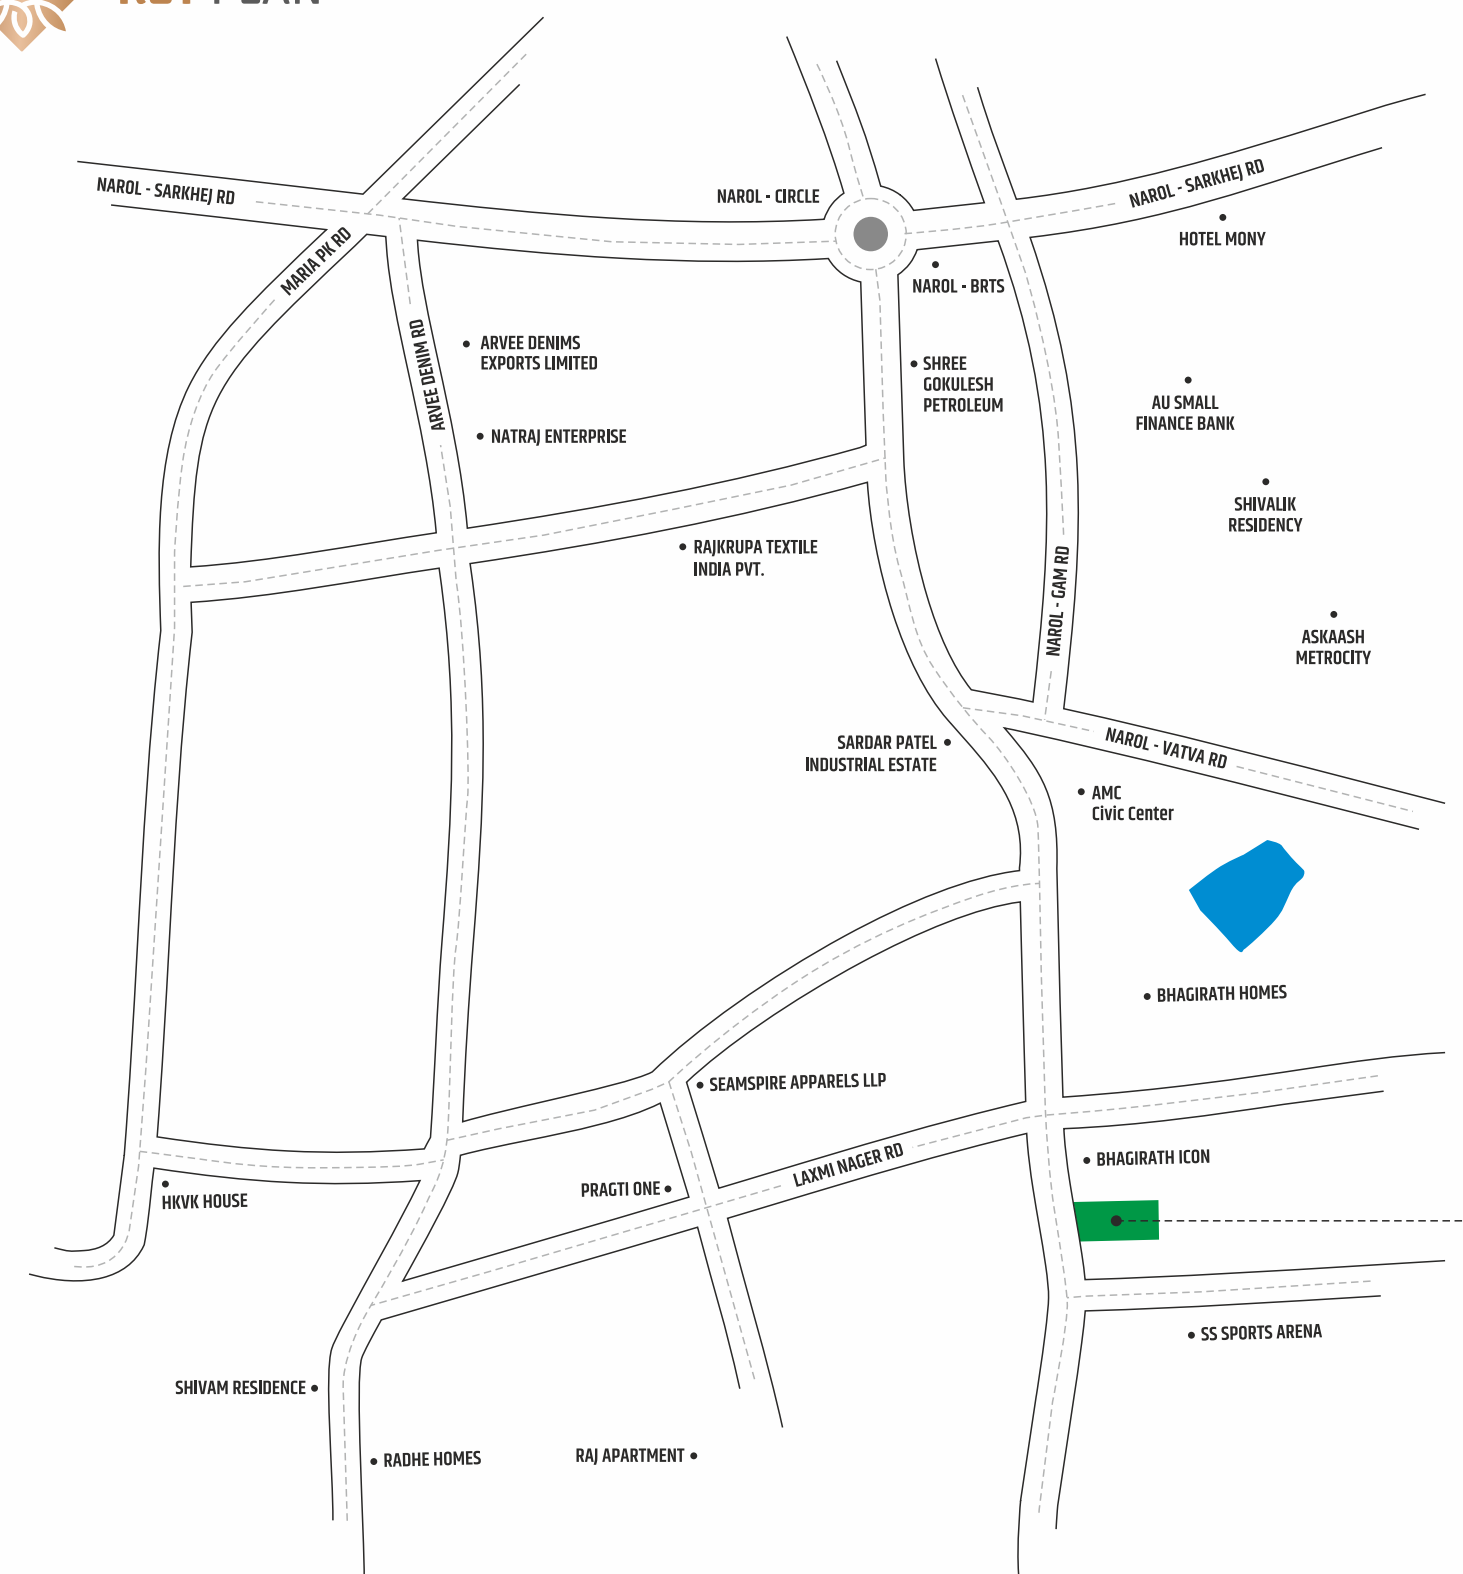 PLAN
NAROL - SARKHEJ RD
NAROL - CIRCLE
NAROL - SARKHEJ RD
HOTEL MONY
MARIA PK RD
NAROL - BRTS
ARVEE DENIM RD
ARVEE DENIMS
EXPORTS LIMITED
SHREE
GOKULESH
PETROLEUM
AU SMALL
FINANCE BANK
NATRAJ ENTERPRISE
SHIVALIK
RESIDENCY
RAJKRUPA TEXTILE
INDIA PVT.
NAROL - GAM RD
ASKAASH
METROCITY
SARDAR PATEL
INDUSTRIAL ESTATE
NAROL - VATVA RD
AMC
Civic Center
BHAGIRATH HOMES
SEAMSPIRE APPARELS LLP
LAXMI NAGER RD
BHAGIRATH ICON
PRAGTI ONE
HKVK HOUSE
SS SPORTS ARENA
SHIVAM RESIDENCE
RADHE HOMES
RAJ APARTMENT